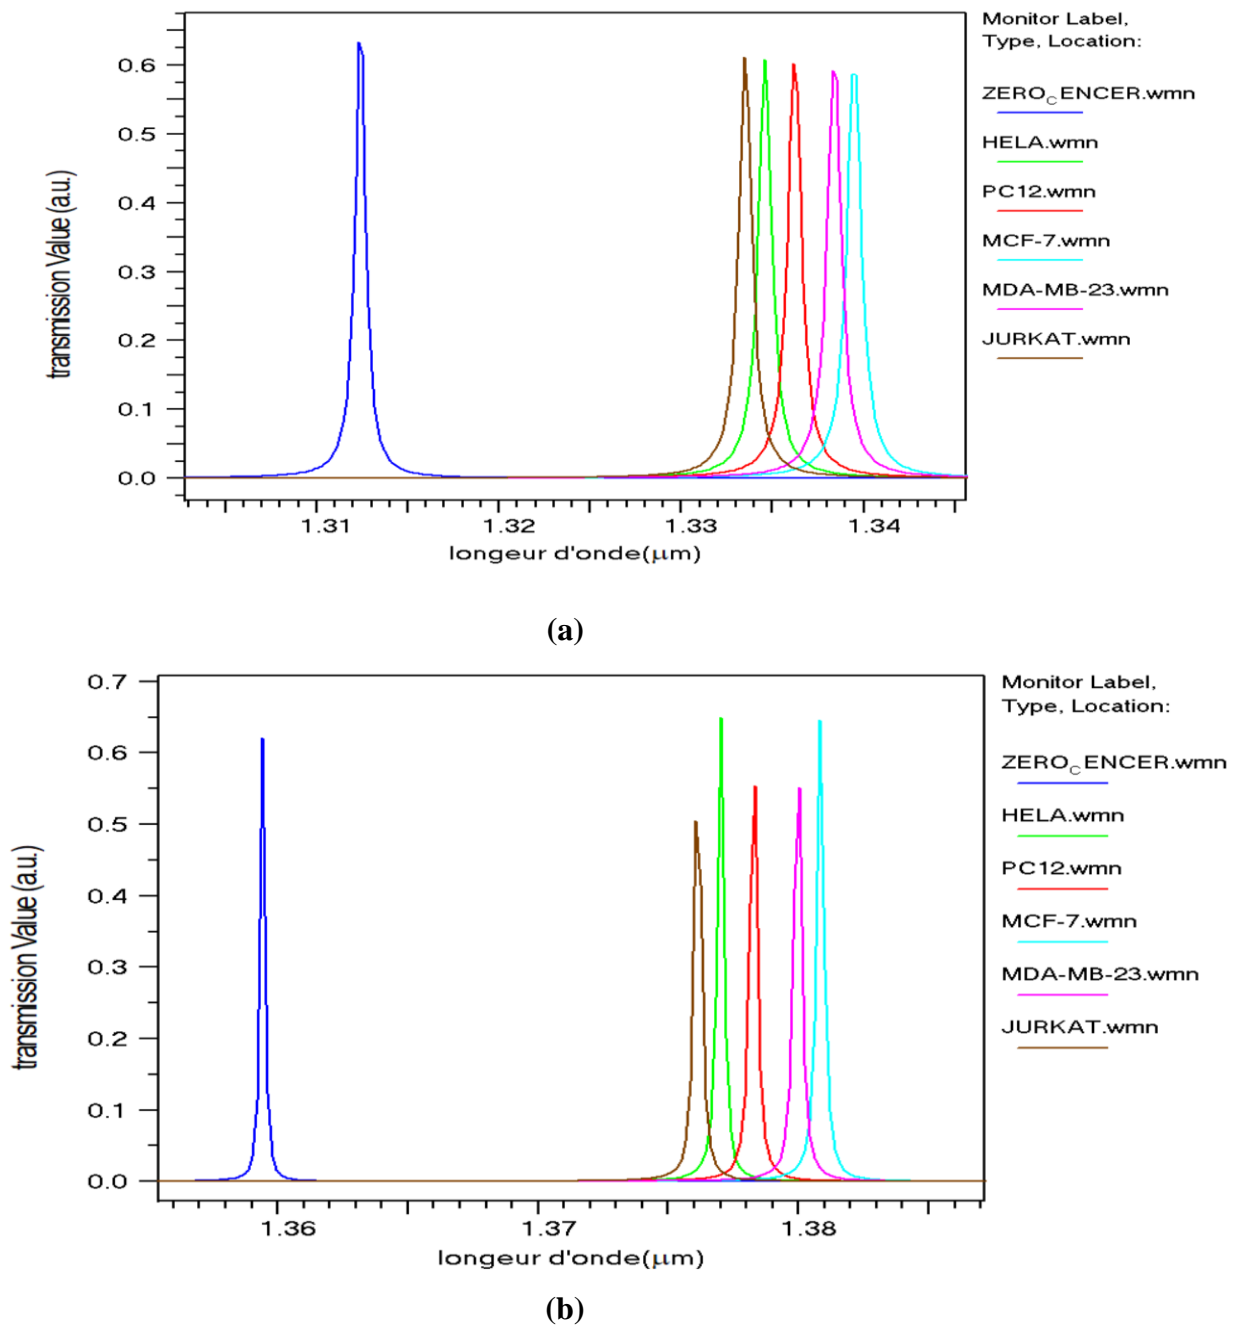 Monitor Label,
Type, Location:
ZERO_CENCER.wmn
HELA.wmn
PC12.wmn
MCF-7.wmn
MDA-MB-23.wmn
JURKAT.wmn
transmission Value (a.u.)
0.6
0.5
0.4
0.3
0.2
0.1
0.0
1.31 1.32 1.33 1.34
longeur d'onde(μm)
(a)
Monitor Label,
Type, Location:
ZERO_CENCER.wmn
HELA.wmn
PC12.wmn
MCF-7.wmn
MDA-MB-23.wmn
JURKAT.wmn
transmission Value (a.u.)
0.7
0.6
0.5
0.4
0.3
0.2
0.1
0.0
1.36 1.37 1.38
longeur d'onde(μm)
(b)